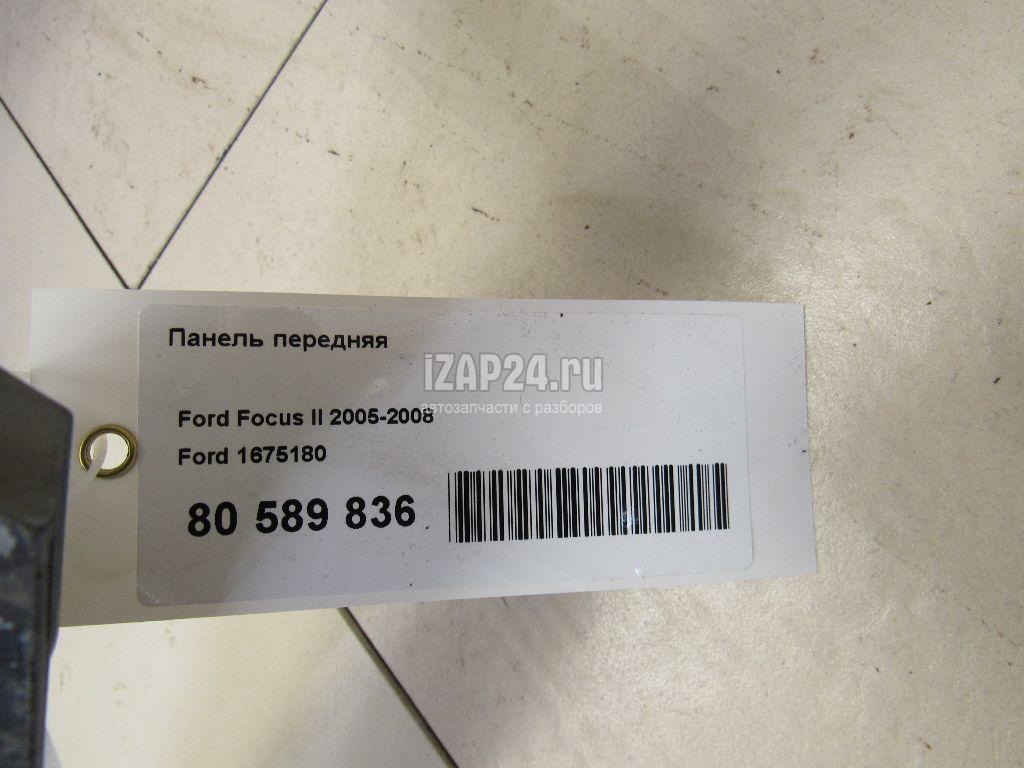 Панель передняя
iZAP24.ru
автозапчасти с разборов
Ford Focus II 2005-2008
Ford 1675180
80 589 836